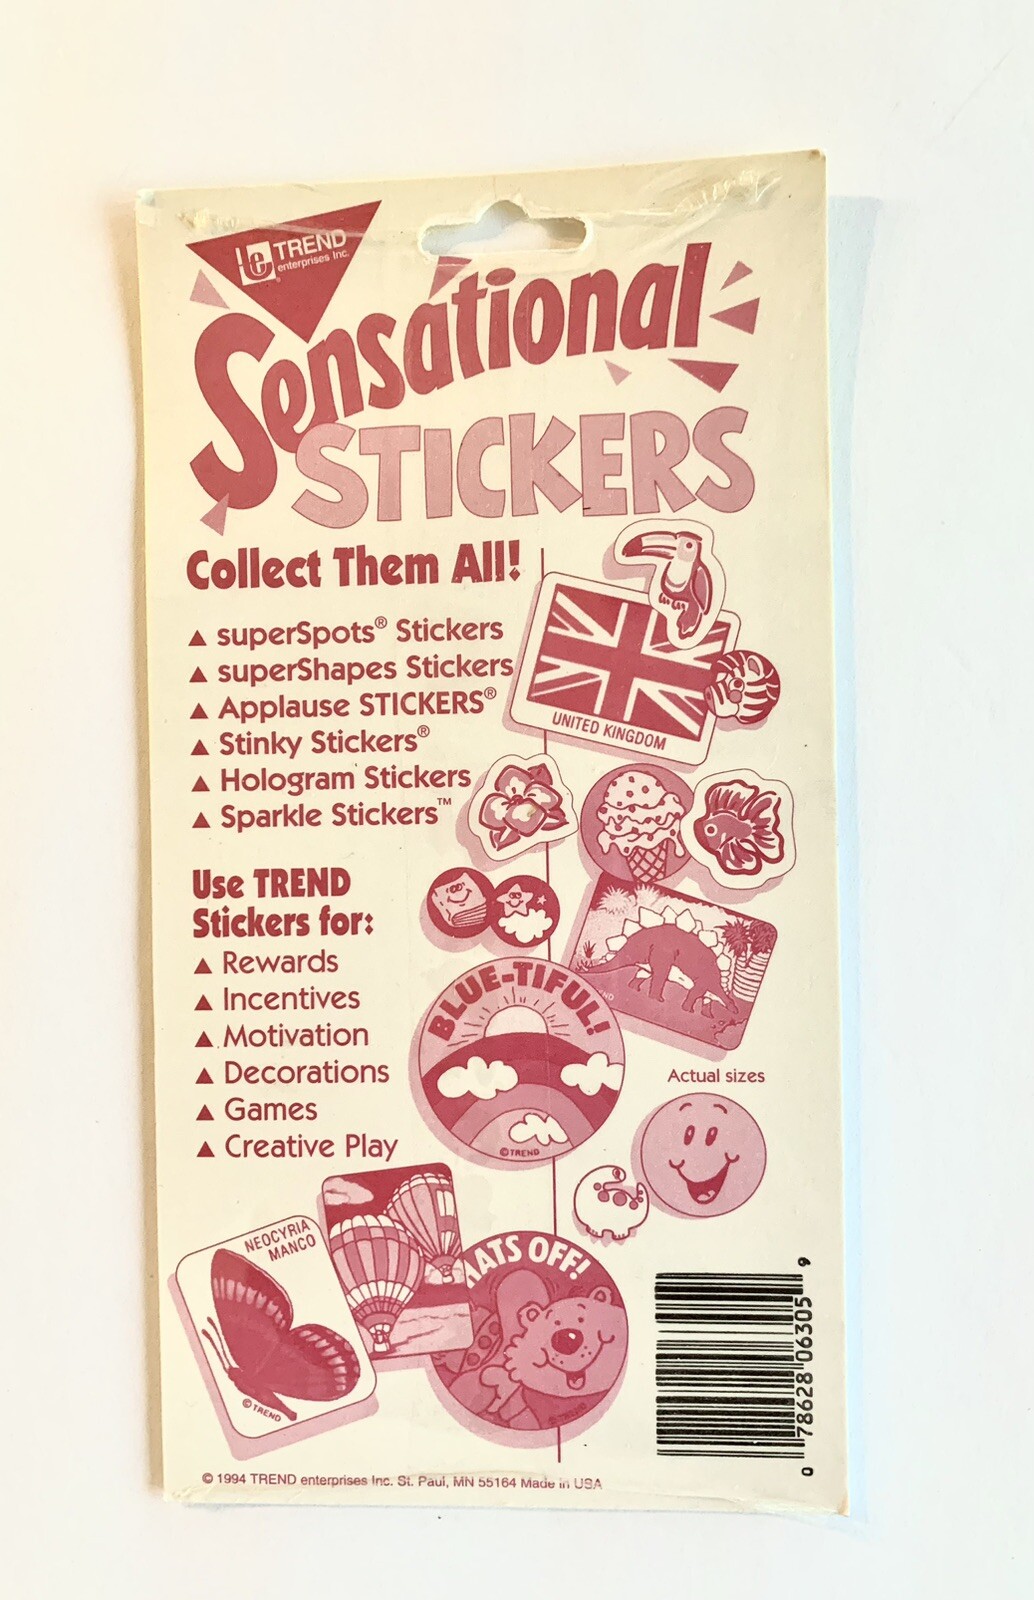 TREND
enterprises Inc.
Sensational
STICKERS
Collect Them All!
▲ superSpots® Stickers
▲ superShapes Stickers
▲ Applause STICKERS®
▲ Stinky Stickers®
▲ Hologram Stickers
▲ Sparkle Stickers™
UNITED KINGDOM
Use TREND
Stickers for:
▲ Rewards
▲ Incentives
▲ Motivation
▲ Decorations
▲ Games
▲ Creative Play
BLUE-TIFUL!
© TREND
Actual sizes
NEOCYRIA
MANCO
© TREND
HATS OFF!
© TREND
0 78628 06305 9
© 1994 TREND enterprises Inc. St. Paul, MN 55164 Made in USA